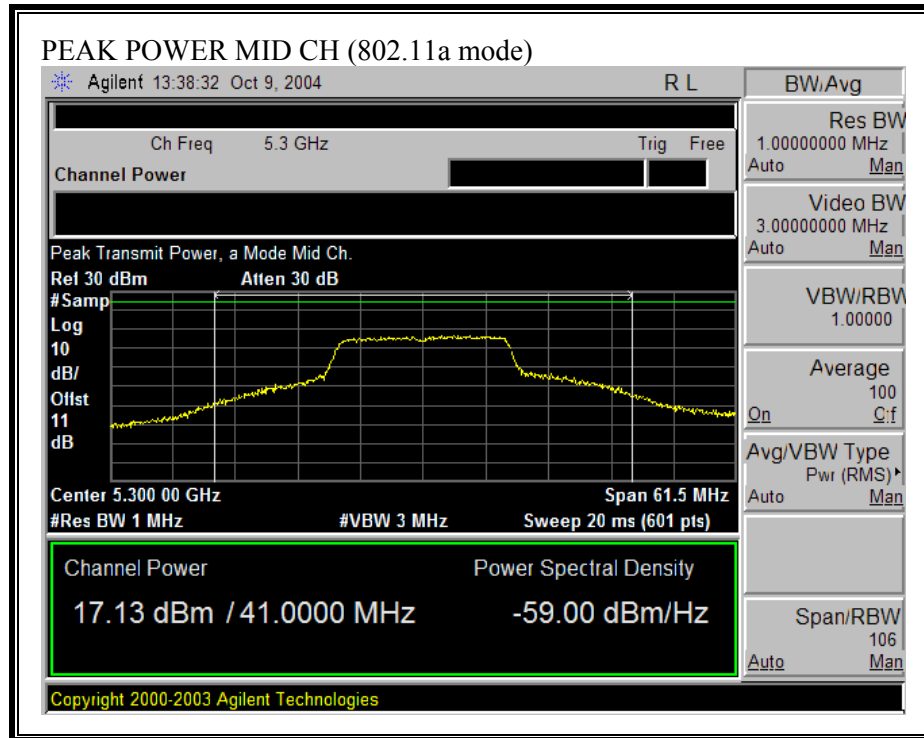 PEAK POWER MID CH (802.11a mode)
Agilent 13:38:32 Oct 9, 2004 R L
BW/Avg
Ch Freq 5.3 GHz Trig Free
Channel Power
Res BW
1.00000000 MHz
Auto Man
Video BW
3.00000000 MHz
Auto Man
VBW/RBW
1.00000
Average
100
On Off
Avg/VBW Type
Pwr (RMS)
Auto Man
Span/RBW
106
Auto Man
Peak Transmit Power, a Mode Mid Ch.
Ref 30 dBm Atten 30 dB
#Samp
Log
10
dB/
Offst
11
dB
Center 5.300 00 GHz Span 61.5 MHz
#Res BW 1 MHz #VBW 3 MHz Sweep 20 ms (601 pts)
Channel Power Power Spectral Density
17.13 dBm / 41.0000 MHz -59.00 dBm/Hz
Copyright 2000-2003 Agilent Technologies